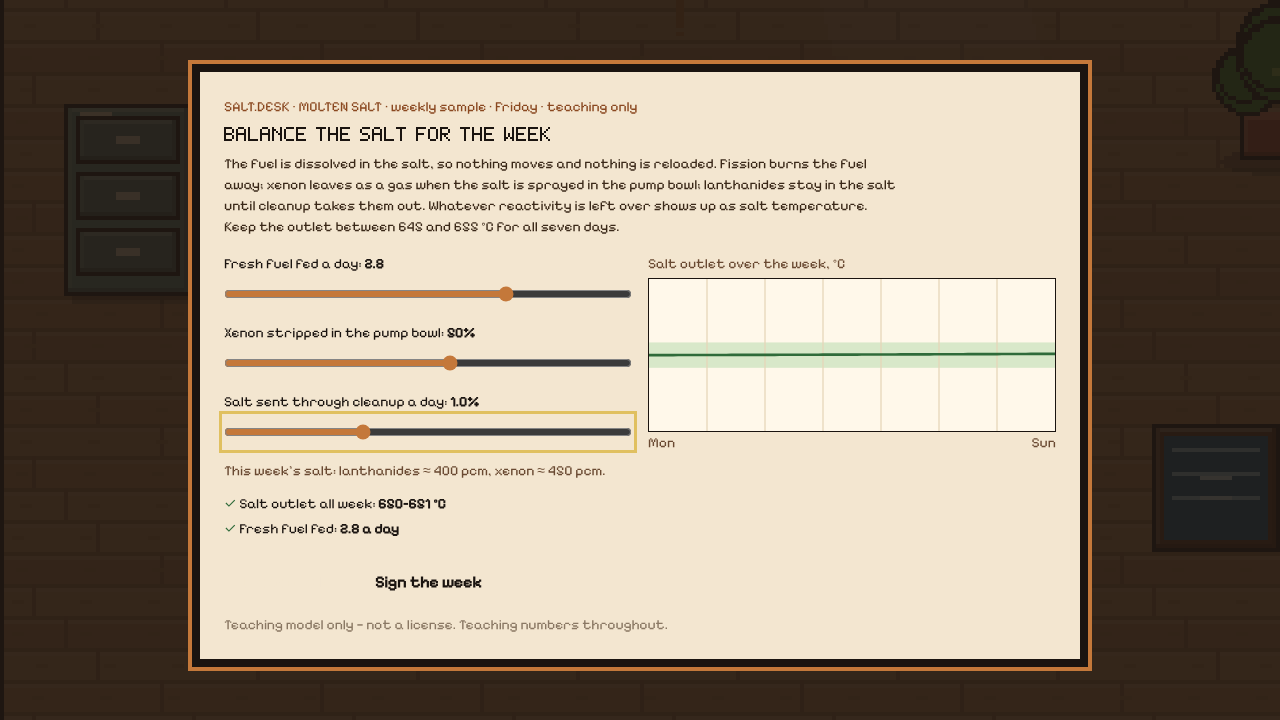 SALT.DESK · MOLTEN SALT · weekly sample · Friday · teaching only
BALANCE THE SALT FOR THE WEEK
The fuel is dissolved in the salt, so nothing moves and nothing is reloaded. Fission burns the fuel
away; xenon leaves as a gas when the salt is sprayed in the pump bowl; lanthanides stay in the salt
until cleanup takes them out. Whatever reactivity is left over shows up as salt temperature.
Keep the outlet between 645 and 655 °C for all seven days.
Fresh fuel fed a day: 2.8
Xenon stripped in the pump bowl: 50%
Salt sent through cleanup a day: 1.0%
This week's salt: lanthanides ≈ 400 pcm, xenon ≈ 450 pcm.
✓ Salt outlet all week: 650-651 °C
✓ Fresh fuel fed: 2.8 a day
Salt outlet over the week, °C
Mon Sun
Sign the week
Teaching model only – not a license. Teaching numbers throughout.